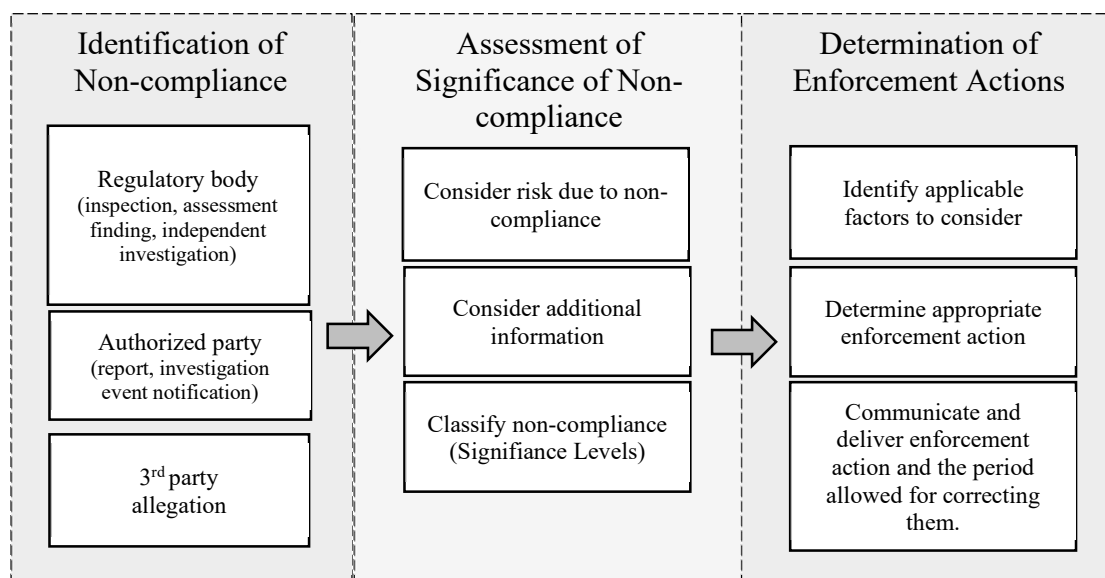 Identification of
Non-compliance
Regulatory body
(inspection, assessment
finding, independent
investigation)
Authorized party
(report, investigation
event notification)
3rd party
allegation
Assessment of
Significance of Non-
compliance
Consider risk due to non-
compliance
Consider additional
information
Classify non-compliance
(Signifiance Levels)
Determination of
Enforcement Actions
Identify applicable
factors to consider
Determine appropriate
enforcement action
Communicate and
deliver enforcement
action and the period
allowed for correcting
them.